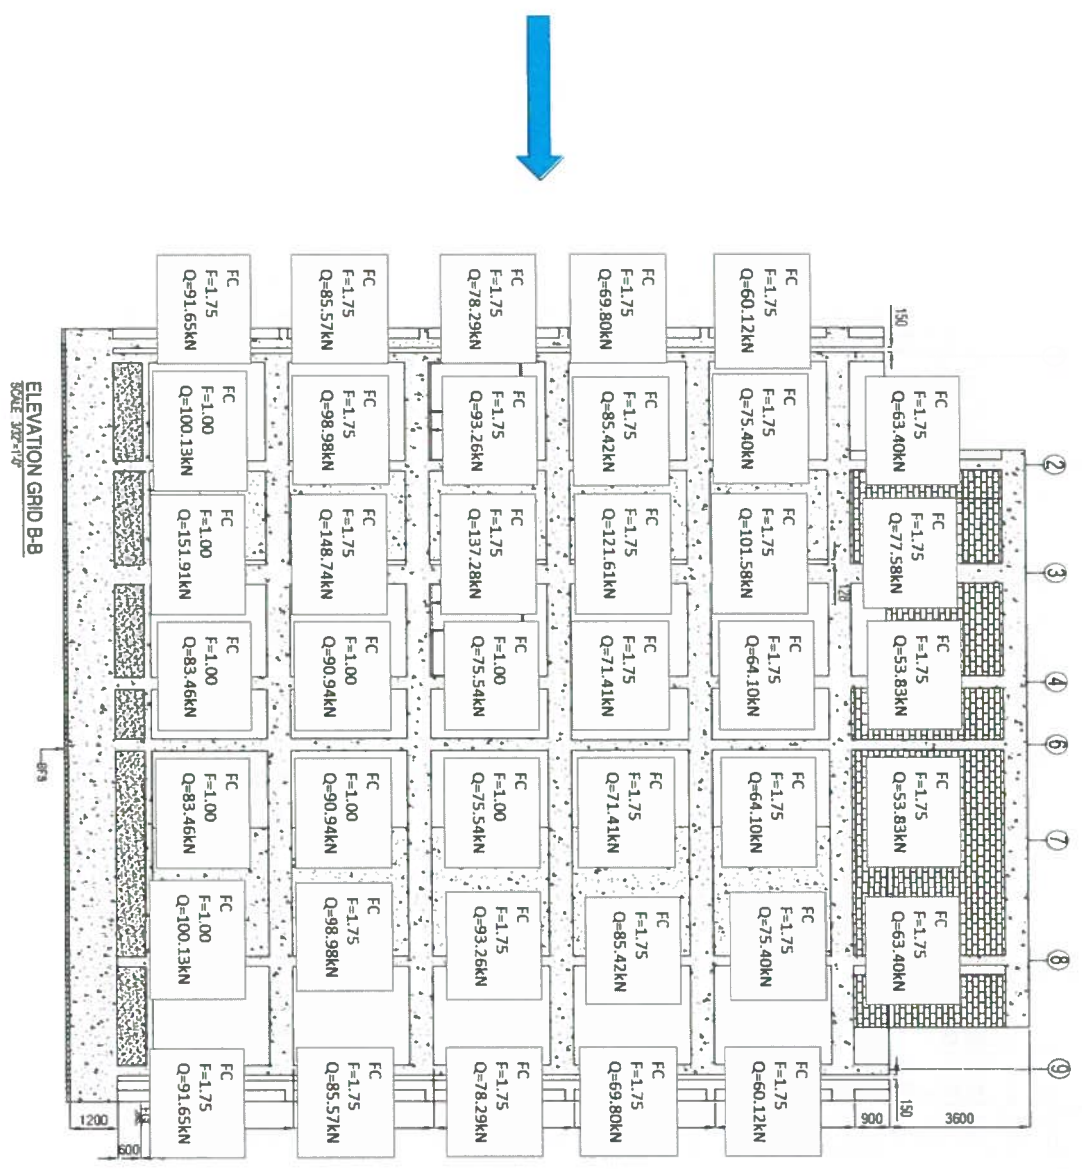 2
3
4
6
7
8
9
3600
150
150
900
FC
F=1.75
Q=63.40kN
FC
F=1.75
Q=77.58kN
FC
F=1.75
Q=53.83kN
FC
F=1.75
Q=53.83kN
FC
F=1.75
Q=63.40kN
128
FC
F=1.75
Q=60.12kN
FC
F=1.75
Q=75.40kN
FC
F=1.75
Q=101.58kN
FC
F=1.75
Q=64.10kN
FC
F=1.75
Q=64.10kN
FC
F=1.75
Q=75.40kN
FC
F=1.75
Q=60.12kN
FC
F=1.75
Q=69.80kN
FC
F=1.75
Q=85.42kN
FC
F=1.75
Q=121.61kN
FC
F=1.75
Q=71.41kN
FC
F=1.75
Q=71.41kN
FC
F=1.75
Q=85.42kN
FC
F=1.75
Q=69.80kN
FC
F=1.75
Q=78.29kN
FC
F=1.75
Q=93.26kN
FC
F=1.75
Q=137.28kN
FC
F=1.00
Q=75.54kN
FC
F=1.00
Q=75.54kN
FC
F=1.75
Q=93.26kN
FC
F=1.75
Q=78.29kN
FC
F=1.75
Q=85.57kN
FC
F=1.75
Q=98.98kN
FC
F=1.75
Q=148.74kN
FC
F=1.00
Q=90.94kN
FC
F=1.00
Q=90.94kN
FC
F=1.75
Q=98.98kN
FC
F=1.75
Q=85.57kN
FC
F=1.75
Q=91.65kN
FC
F=1.00
Q=100.13kN
FC
F=1.00
Q=151.91kN
FC
F=1.00
Q=83.46kN
FC
F=1.00
Q=83.46kN
FC
F=1.00
Q=100.13kN
FC
F=1.75
Q=91.65kN
600
1200
ELEVATION GRID B-B
SCALE 3/32"=1'-0"